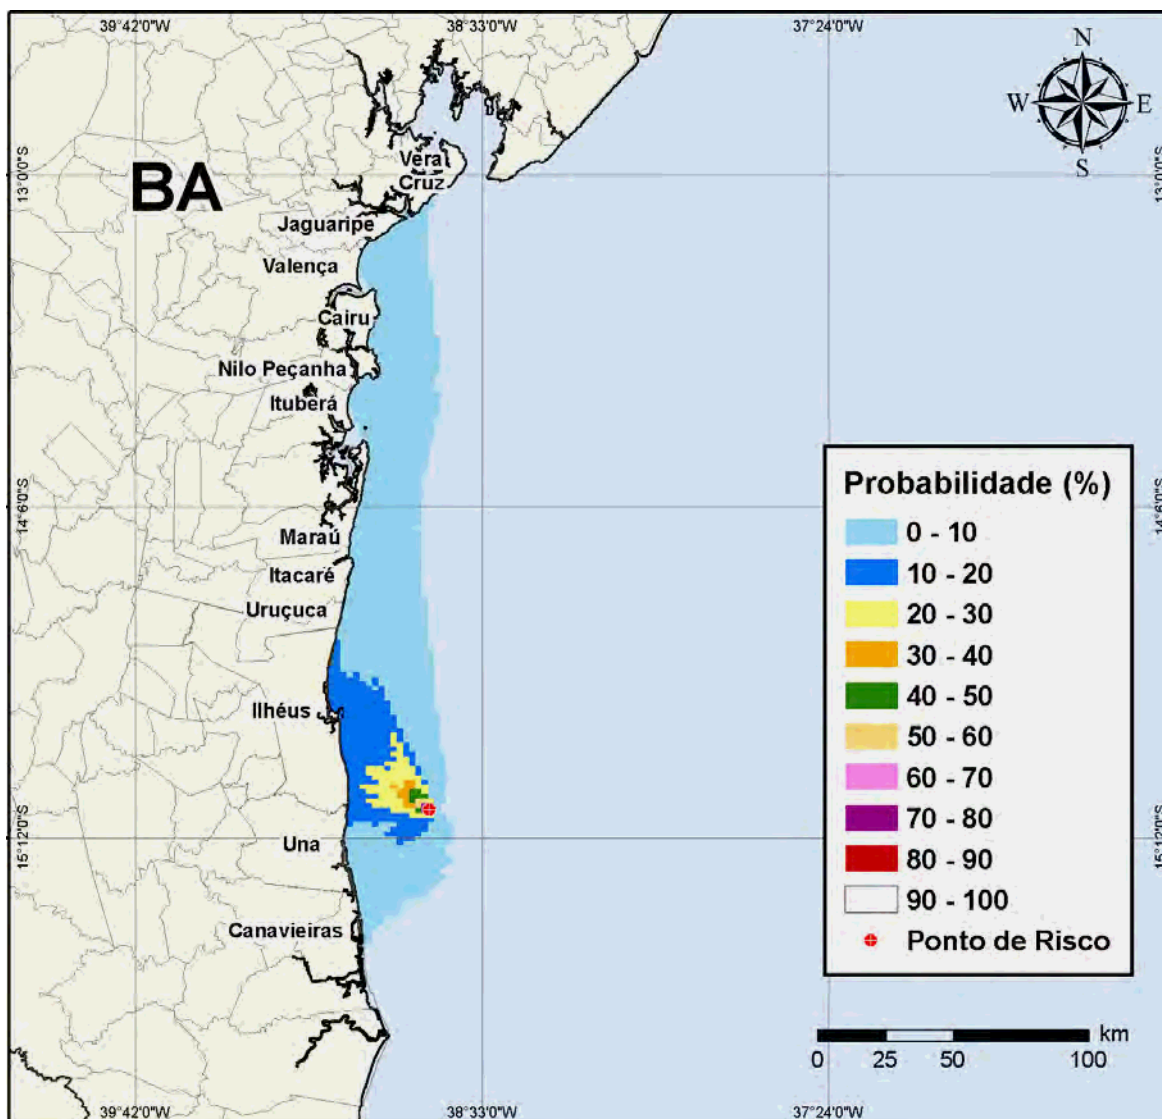 39°42'0"W
38°33'0"W
37°24'0"W
N
W
E
S
13°0'0"S
13°0'0"S
BA
Vera
Cruz
Jaguaripe
Valença
Cairu
Nilo Peçanha
Ituberá
14°6'0"S
14°6'0"S
Maraú
Itacaré
Uruçuca
Ilhéus
Una
Canavieiras
15°12'0"S
15°12'0"S
Probabilidade (%)
0 - 10
10 - 20
20 - 30
30 - 40
40 - 50
50 - 60
60 - 70
70 - 80
80 - 90
90 - 100
Ponto de Risco
km
0 25 50 100
39°42'0"W
38°33'0"W
37°24'0"W